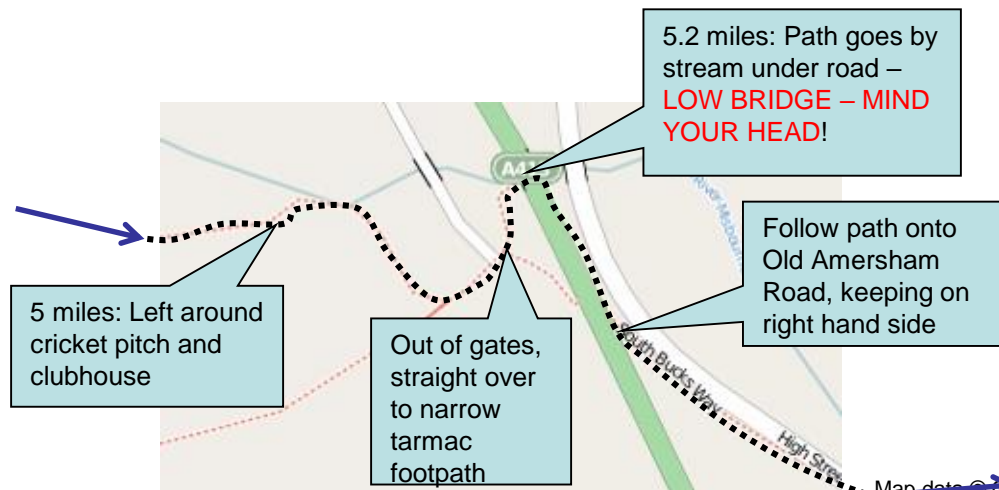 5.2 miles: Path goes by
stream under road –
LOW BRIDGE – MIND
YOUR HEAD!
River
Follow path onto
Old Amersham
Road, keeping on
right hand side
5 miles: Left around
cricket pitch and
clubhouse
Out of gates,
straight over
to narrow
tarmac
footpath
South Bucks Way
High
Map data ©